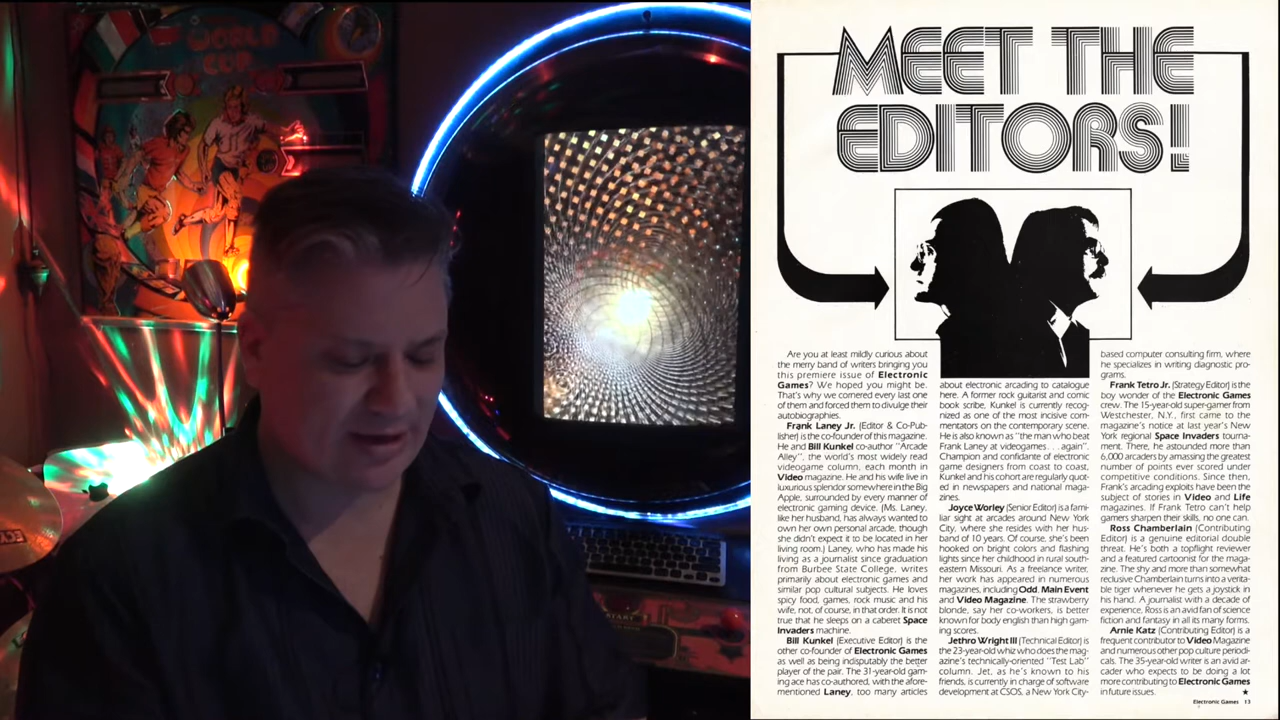 MEET THE
EDITORS!
Are you at least mildly curious about
the merry band of writers bringing you
this premiere issue of Electronic
Games? We hoped you might be.
That's why we cornered every last one
of them and forced them to divulge their
autobiographies.
Frank Laney Jr. (Editor & Co-Pub-
lisher) is the co-founder of this magazine.
He and Bill Kunkel co-author "Arcade
Alley", the world's most widely read
videogame column, each month in
Video magazine. He and his wife live in
luxurious splendor somewhere in the Big
Apple, surrounded by every manner of
electronic gaming device. (Ms. Laney,
like her husband, has always wanted to
own her own personal arcade, though
she didn't expect it to be located in her
living room.) Laney, who has made his
living as a journalist since graduation
from Burbee State College, writes
primarily about electronic games and
similar pop cultural subjects. He loves
spicy food, games, rock music and his
wife, not, of course, in that order. It is not
true that he sleeps on a caberet Space
Invaders machine.
Bill Kunkel (Executive Editor) is the
other co-founder of Electronic Games
as well as being indisputably the better
player of the pair. The 31-year-old gam-
ing ace has co-authored, with the afore-
mentioned Laney, too many articles
about electronic arcading to catalogue
here. A former rock guitarist and comic
book scribe, Kunkel is currently recog-
nized as one of the most incisive com-
mentators on the contemporary scene.
He is also known as "the man who beat
Frank Laney at videogames . . . again".
Champion and confidante of electronic
game designers from coast to coast,
Kunkel and his cohort are regularly quot-
ed in newspapers and national maga-
zines.
Joyce Worley (Senior Editor) is a fami-
liar sight at arcades around New York
City, where she resides with her hus-
band of 10 years. Of course, she's been
hooked on bright colors and flashing
lights since her childhood in rural south-
eastern Missouri. As a freelance writer,
her work has appeared in numerous
magazines, including Odd, Main Event
and Video Magazine. The strawberry
blonde, say her co-workers, is better
known for body english than high gam-
ing scores.
Jethro Wright III (Technical Editor) is
the 23-year-old whiz who does the mag-
azine's technically-oriented "Test Lab"
column. Jet, as he's known to his
friends, is currently in charge of software
development at CSOS, a New York City-
based computer consulting firm, where
he specializes in writing diagnostic pro-
grams.
Frank Tetro Jr. (Strategy Editor) is the
boy wonder of the Electronic Games
crew. The 15-year-old super-gamer from
Westchester, N.Y., first came to the
magazine's notice at last year's New
York regional Space Invaders tourna-
ment. There, he astounded more than
6,000 arcaders by amassing the greatest
number of points ever scored under
competitive conditions. Since then,
Frank's arcading exploits have been the
subject of stories in Video and Life
magazines. If Frank Tetro can't help
gamers sharpen their skills, no one can.
Ross Chamberlain (Contributing
Editor) is a genuine editorial double
threat. He's both a topflight reviewer
and a featured cartoonist for the maga-
zine. The shy and more than somewhat
reclusive Chamberlain turns into a verita-
ble tiger whenever he gets a joystick in
his hand. A journalist with a decade of
experience, Ross is an avid fan of science
fiction and fantasy in all its many forms.
Arnie Katz (Contributing Editor) is a
frequent contributor to Video Magazine
and numerous other pop culture periodi-
cals. The 35-year-old writer is an avid ar-
cader who expects to be doing a lot
more contributing to Electronic Games
in future issues.
Electronic Games 13